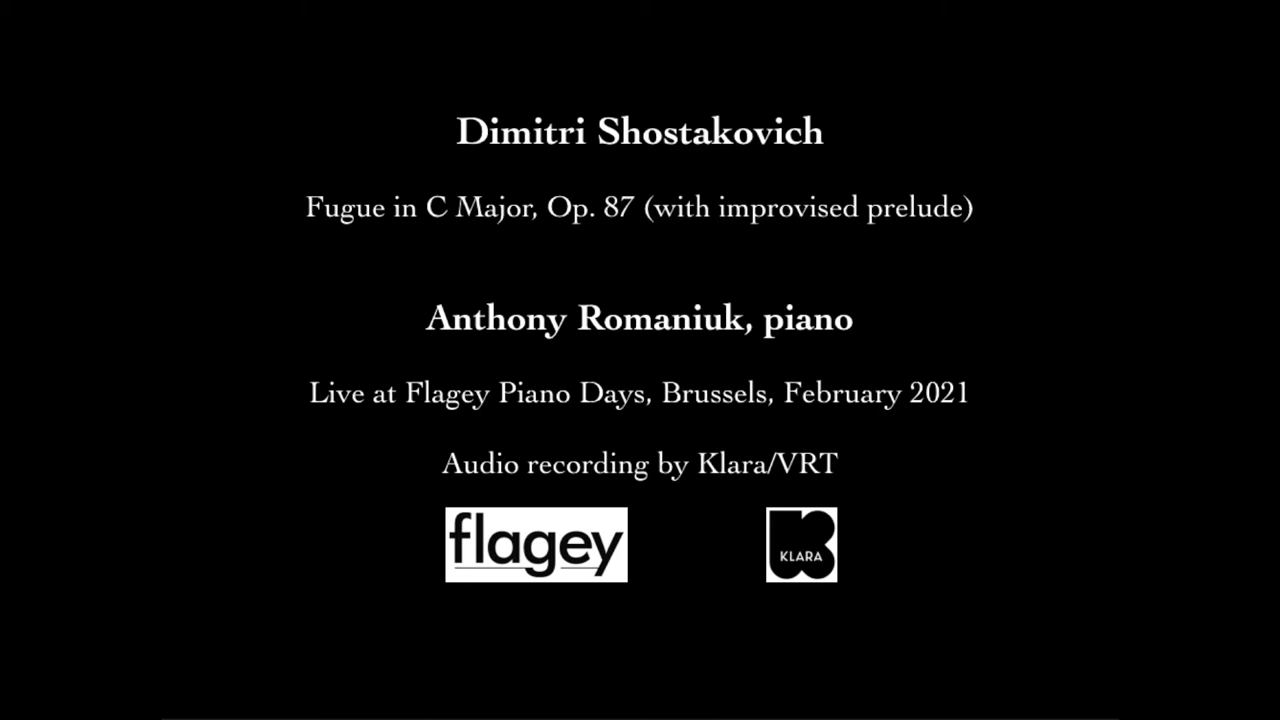 Dimitri Shostakovich
Fugue in C Major, Op. 87 (with improvised prelude)
Anthony Romaniuk, piano
Live at Flagey Piano Days, Brussels, February 2021
Audio recording by Klara/VRT
flagey
KLARA